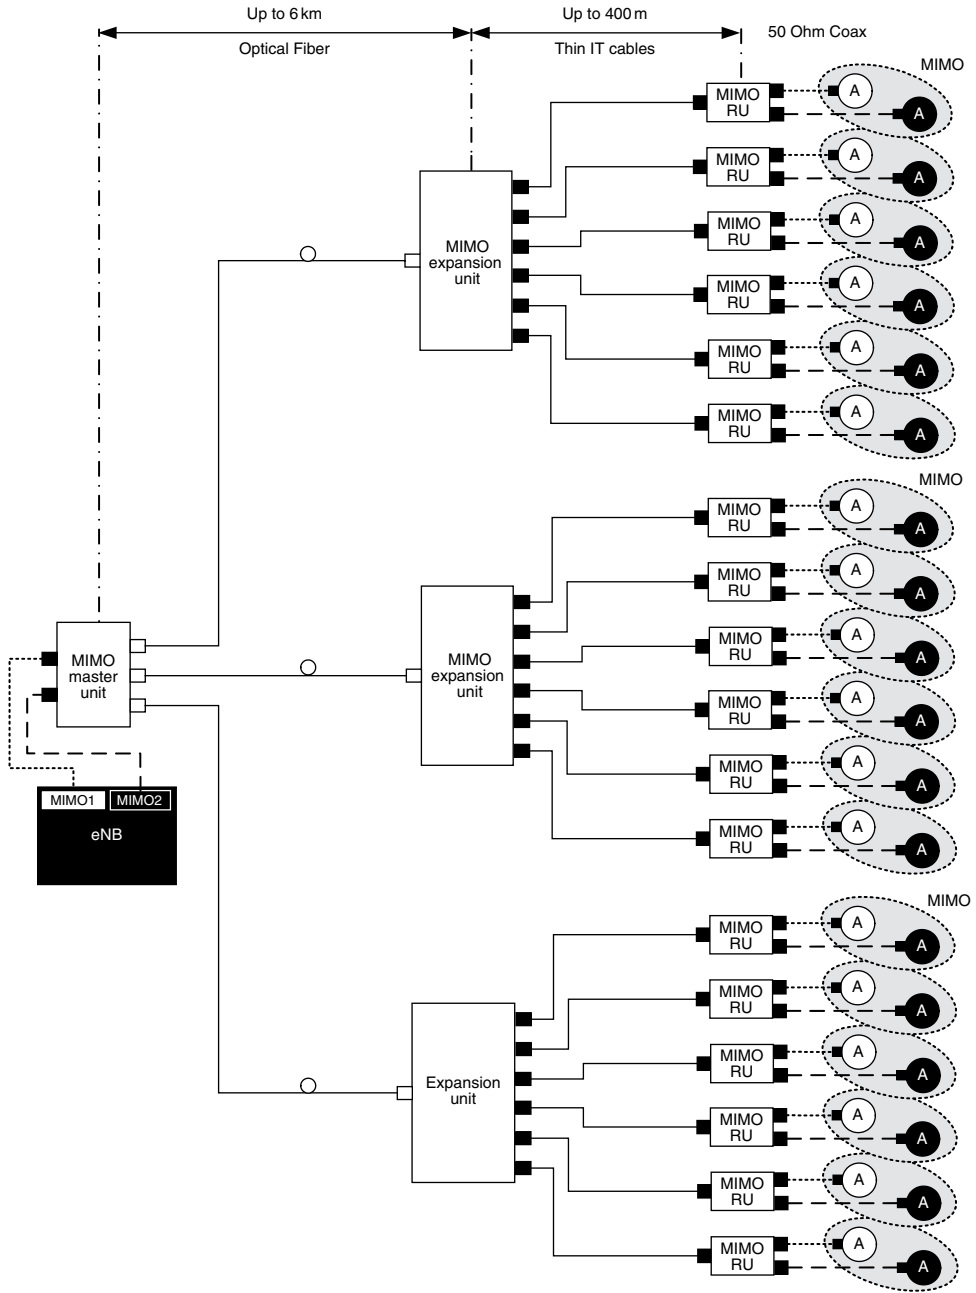 Up to 6 km
Up to 400 m
50 Ohm Coax
Optical Fiber
Thin IT cables
MIMO
MIMO
RU
A
A
MIMO
RU
A
A
MIMO
RU
A
A
MIMO
expansion
unit
MIMO
RU
A
A
MIMO
RU
A
A
MIMO
RU
A
A
MIMO
MIMO
RU
A
A
MIMO
RU
A
A
MIMO
RU
A
A
MIMO
master
unit
MIMO
expansion
unit
MIMO
RU
A
A
MIMO
RU
A
A
MIMO
RU
A
A
MIMO1
MIMO2
eNB
MIMO
MIMO
RU
A
A
MIMO
RU
A
A
MIMO
RU
A
A
Expansion
unit
MIMO
RU
A
A
MIMO
RU
A
A
MIMO
RU
A
A